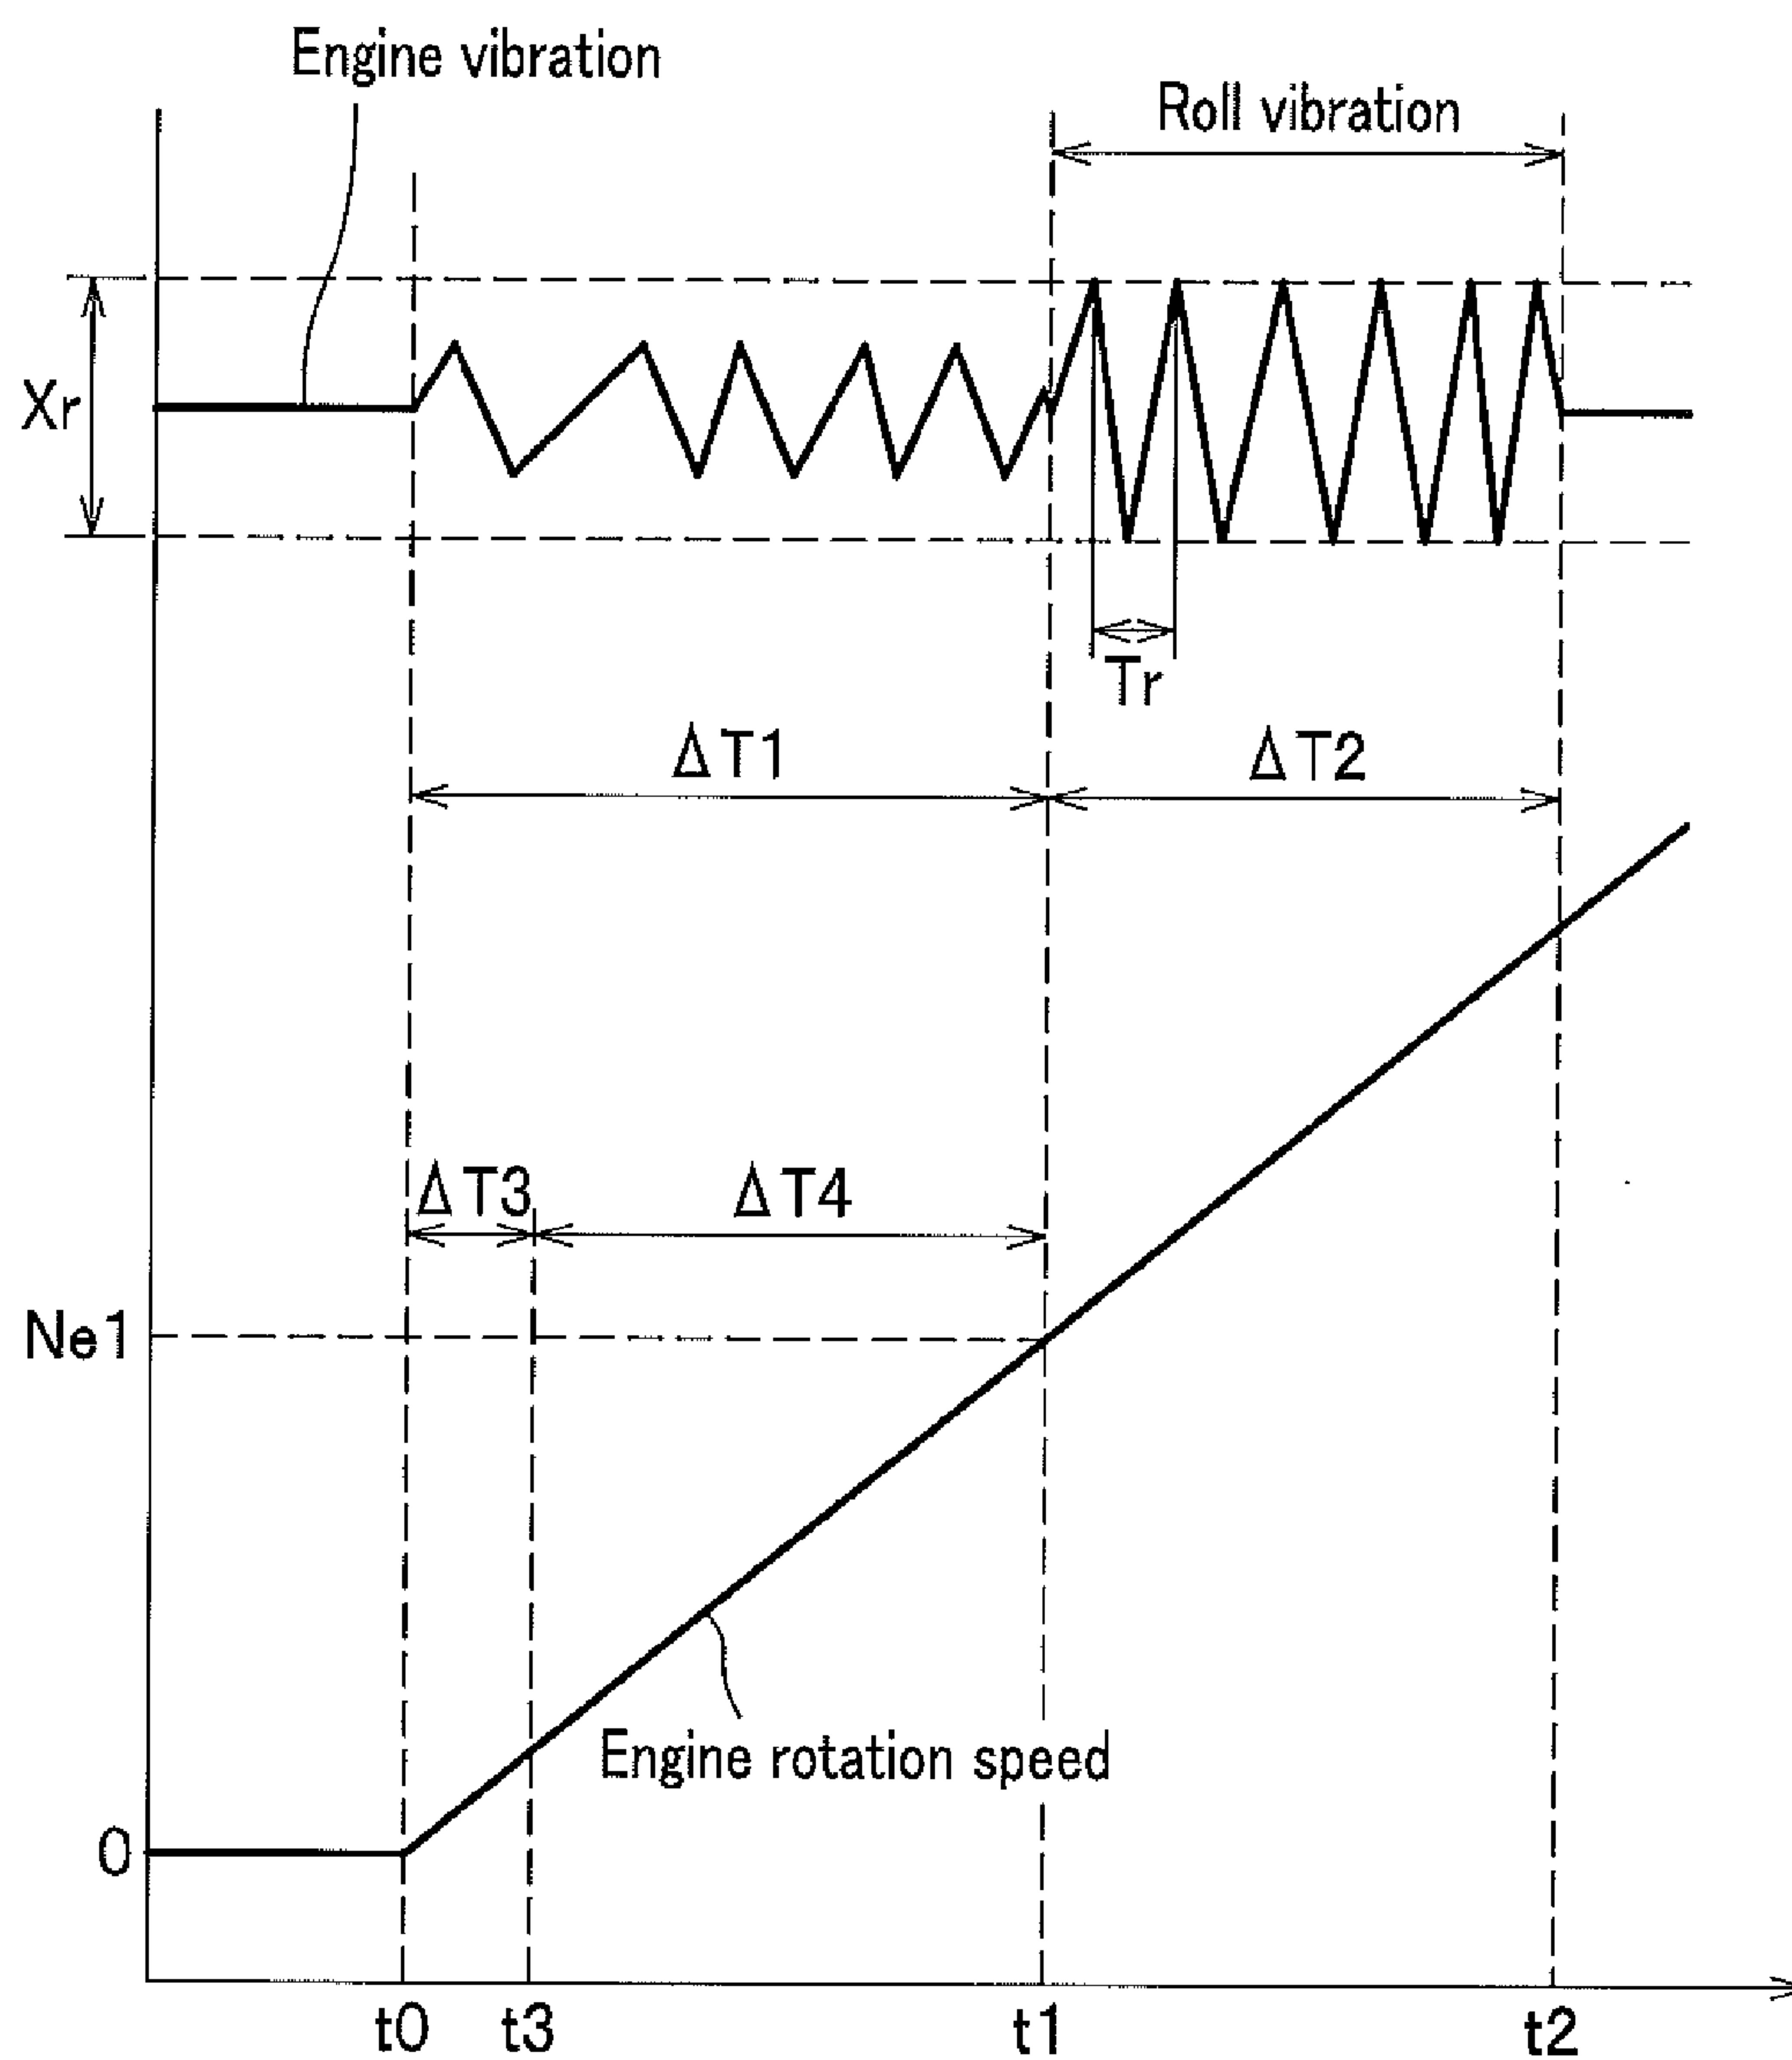 Engine vibration
Roll vibration
Xr
Tr
ΔT1
ΔT2
ΔT3
ΔT4
Ne1
Engine rotation speed
0
t0
t3
t1
t2